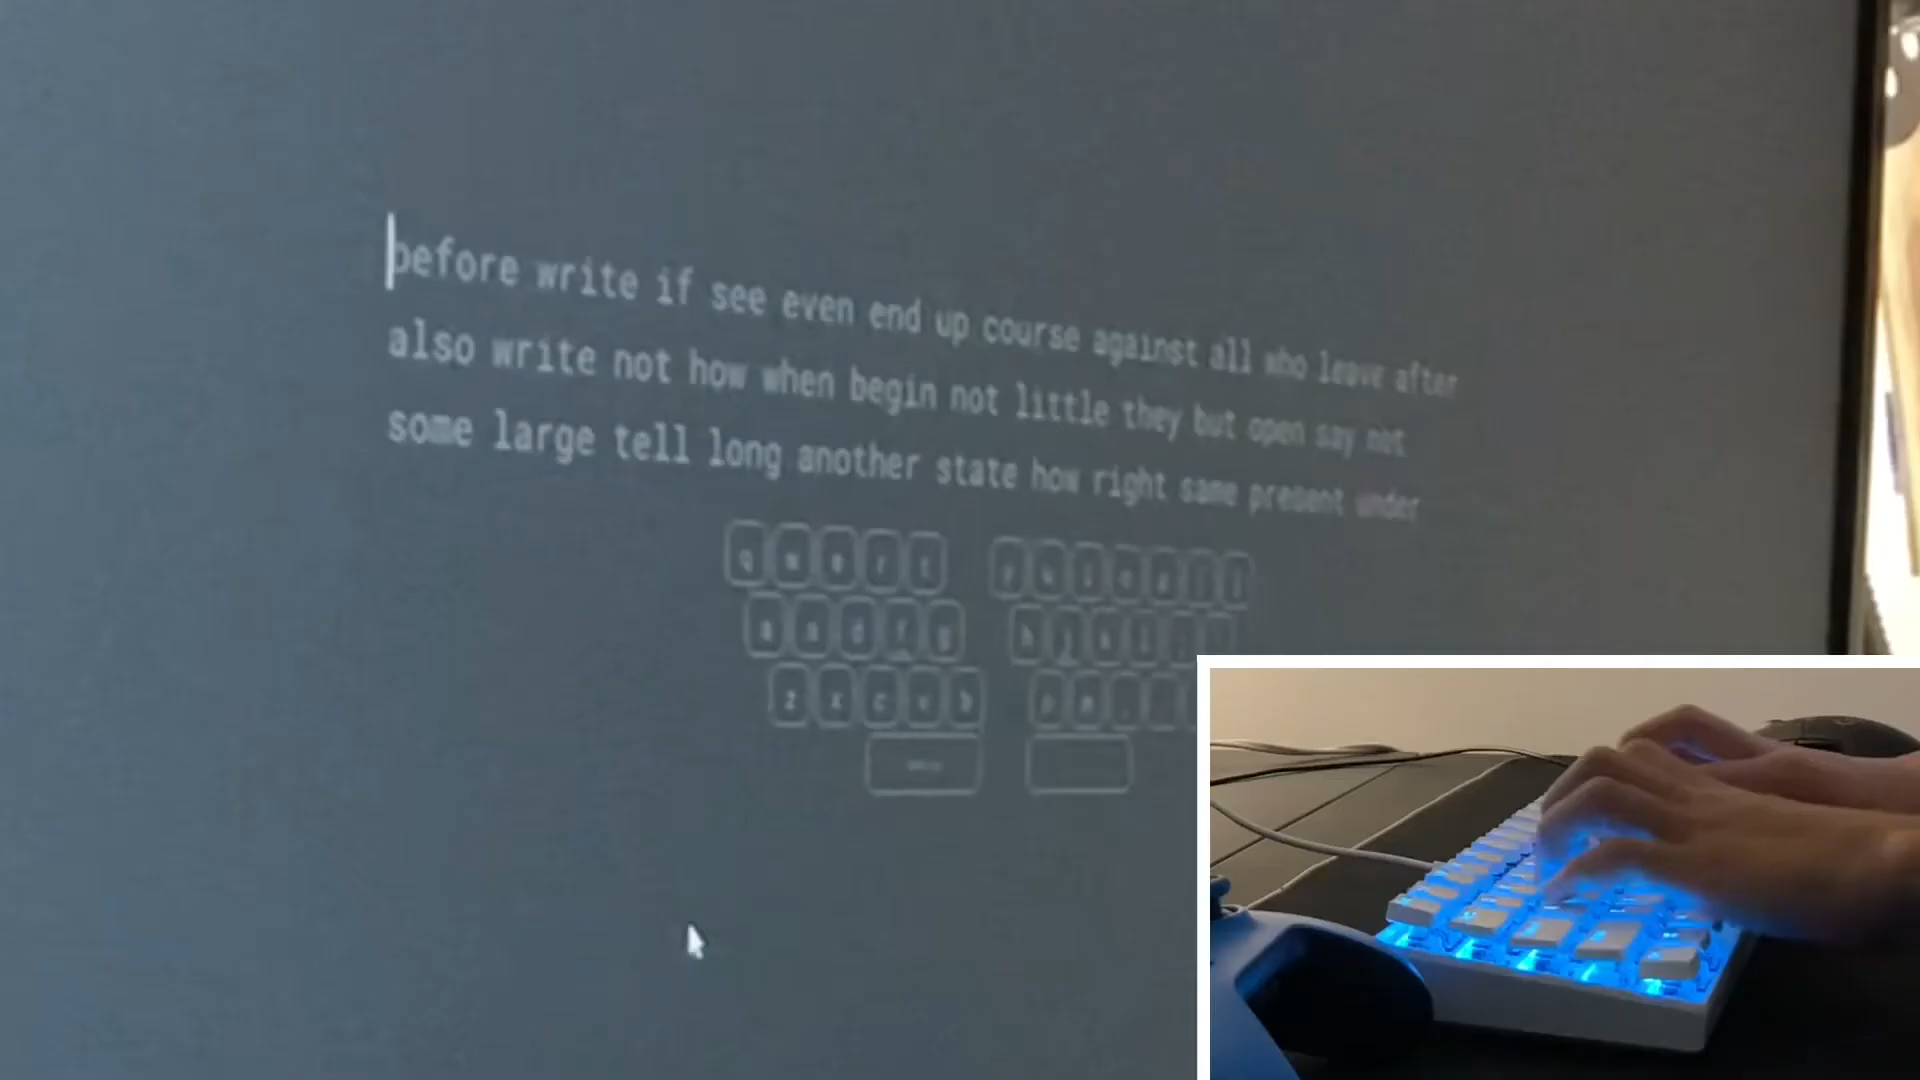 before write if see even end up course against all who leave after
also write not how when begin not little they but open say not
some large tell long another state how right same present under
q w e r t y u i o p [ ]
a s d f g h j k l ;
z x c v b n m